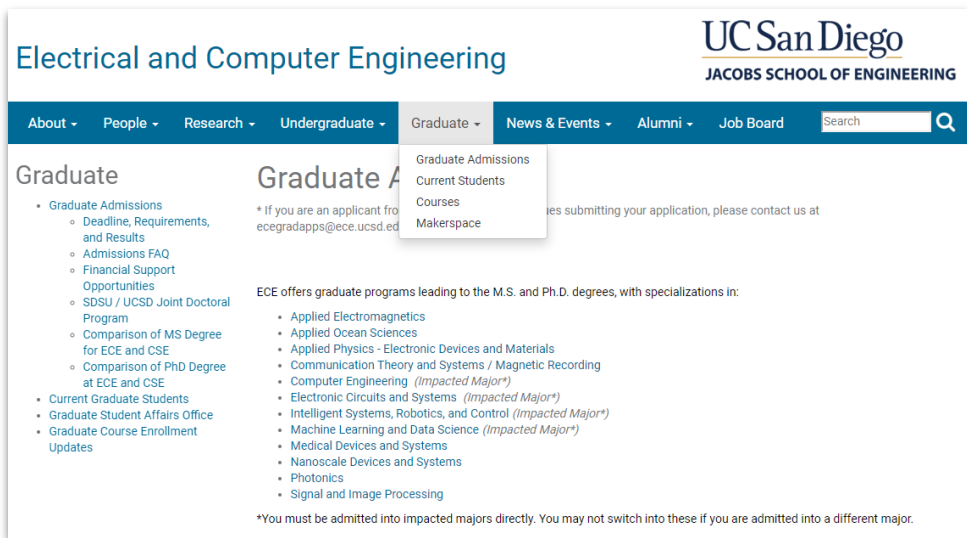 Electrical and Computer Engineering
UC San Diego
JACOBS SCHOOL OF ENGINEERING
About
People
Research
Undergraduate
Graduate
News & Events
Alumni
Job Board
Search
Graduate Admissions
Current Students
Courses
Makerspace
Graduate
Graduate Admissions
Deadline, Requirements,
and Results
Admissions FAQ
Financial Support
Opportunities
SDSU / UCSD Joint Doctoral
Program
Comparison of MS Degree
for ECE and CSE
Comparison of PhD Degree
at ECE and CSE
Current Graduate Students
Graduate Student Affairs Office
Graduate Course Enrollment
Updates
Graduate
* If you are an applicant ues submitting your application, please contact us at
ecegradapps@ece.ucsd.ed
ECE offers graduate programs leading to the M.S. and Ph.D. degrees, with specializations in:
Applied Electromagnetics
Applied Ocean Sciences
Applied Physics - Electronic Devices and Materials
Communication Theory and Systems / Magnetic Recording
Computer Engineering (Impacted Major*)
Electronic Circuits and Systems (Impacted Major*)
Intelligent Systems, Robotics, and Control (Impacted Major*)
Machine Learning and Data Science (Impacted Major*)
Medical Devices and Systems
Nanoscale Devices and Systems
Photonics
Signal and Image Processing
*You must be admitted into impacted majors directly. You may not switch into these if you are admitted into a different major.